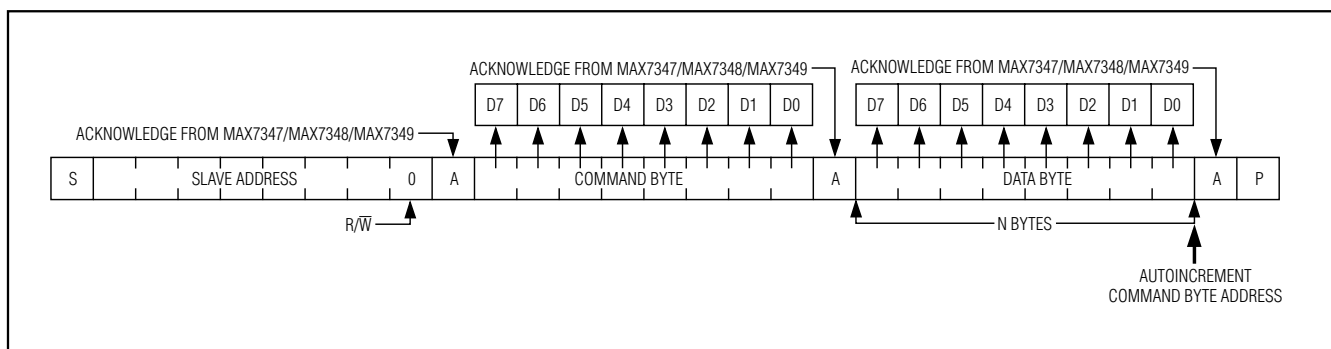 ACKNOWLEDGE FROM MAX7347/MAX7348/MAX7349 ACKNOWLEDGE FROM MAX7347/MAX7348/MAX7349
D7 D6 D5 D4 D3 D2 D1 D0 D7 D6 D5 D4 D3 D2 D1 D0
ACKNOWLEDGE FROM MAX7347/MAX7348/MAX7349
S SLAVE ADDRESS 0 A COMMAND BYTE A DATA BYTE A P
R/W̅ N BYTES
AUTOINCREMENT
COMMAND BYTE ADDRESS